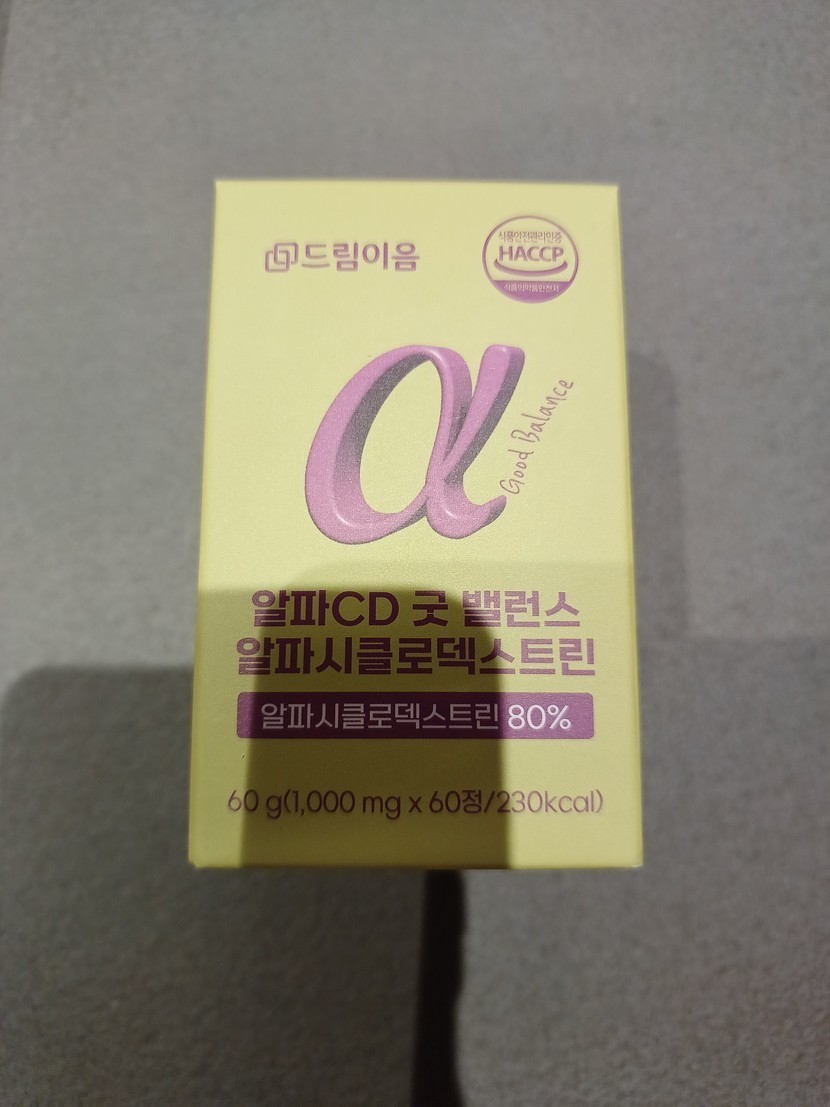 드림이음
식품안전관리인증
HACCP
식품의약품안전처
α
Good Balance
알파CD 굿 밸런스
알파시클로덱스트린
알파시클로덱스트린 80%
60 g(1,000 mg x 60정/230kcal)